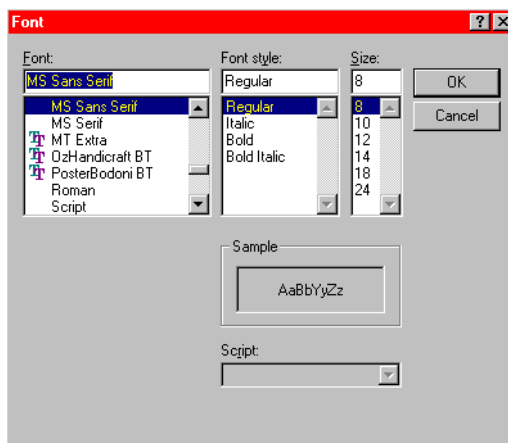 Font
Font:
MS Sans Serif
MS Sans Serif
MS Serif
MT Extra
OzHandicraft BT
PosterBodoni BT
Roman
Script
Font style:
Regular
Regular
Italic
Bold
Bold Italic
Size:
8
8
10
12
14
18
24
OK
Cancel
Sample
AaBbYyZz
Script: